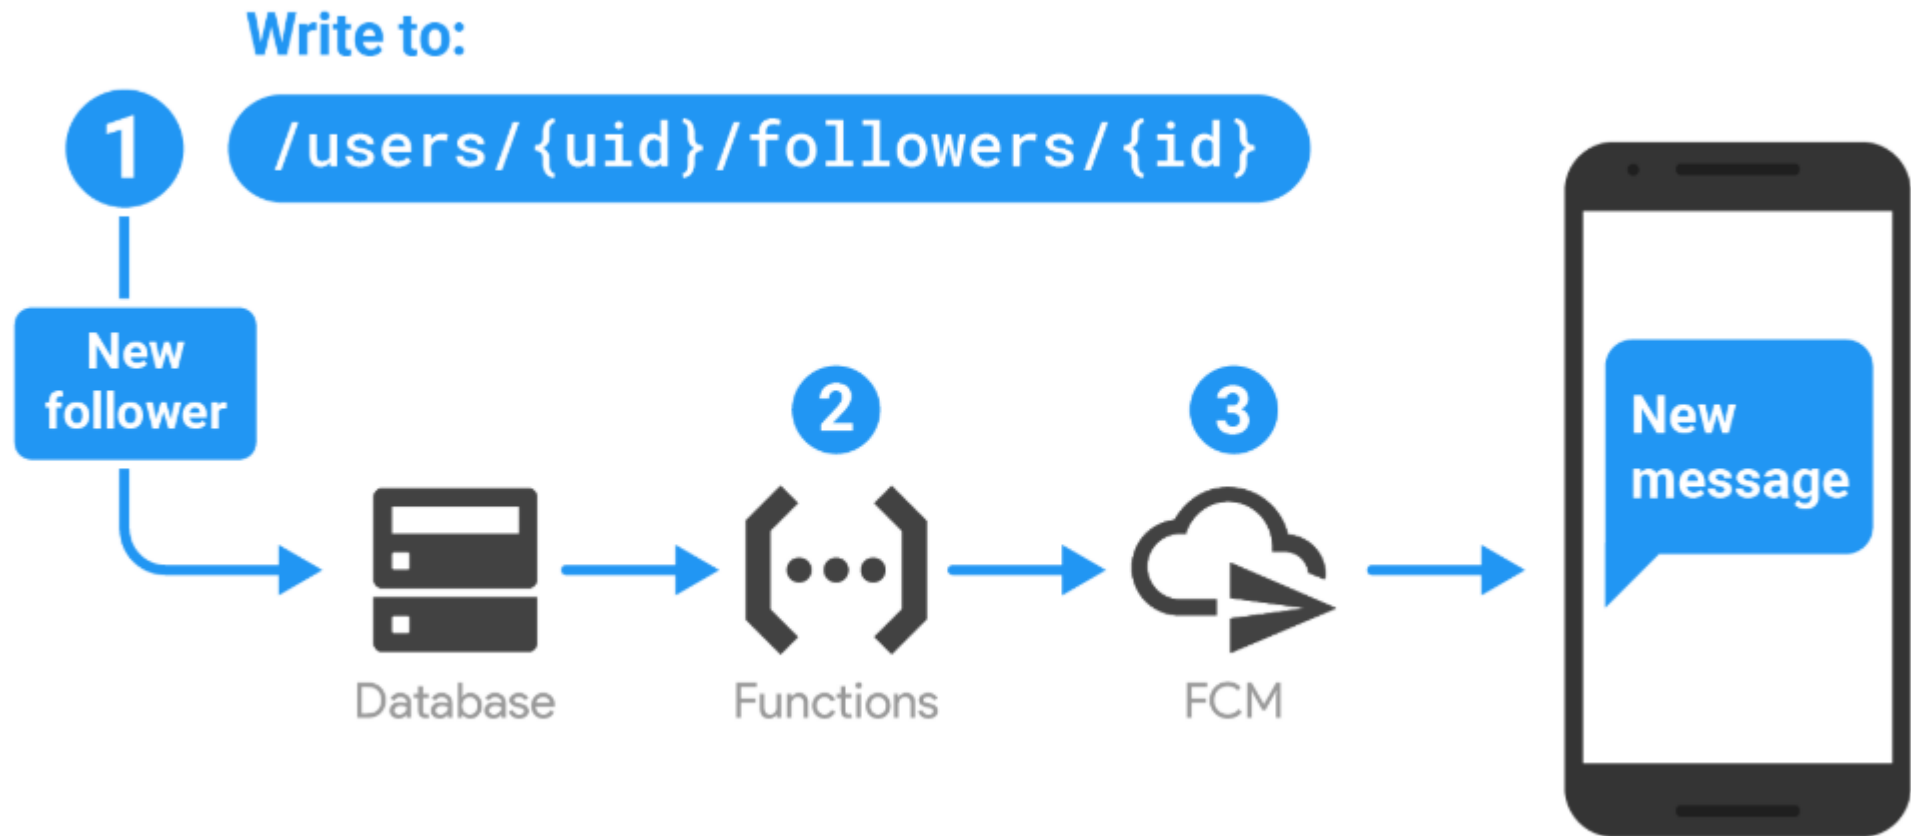 Write to:
1
/users/{uid}/followers/{id}
New
follower
2
3
New
message
Database
Functions
FCM